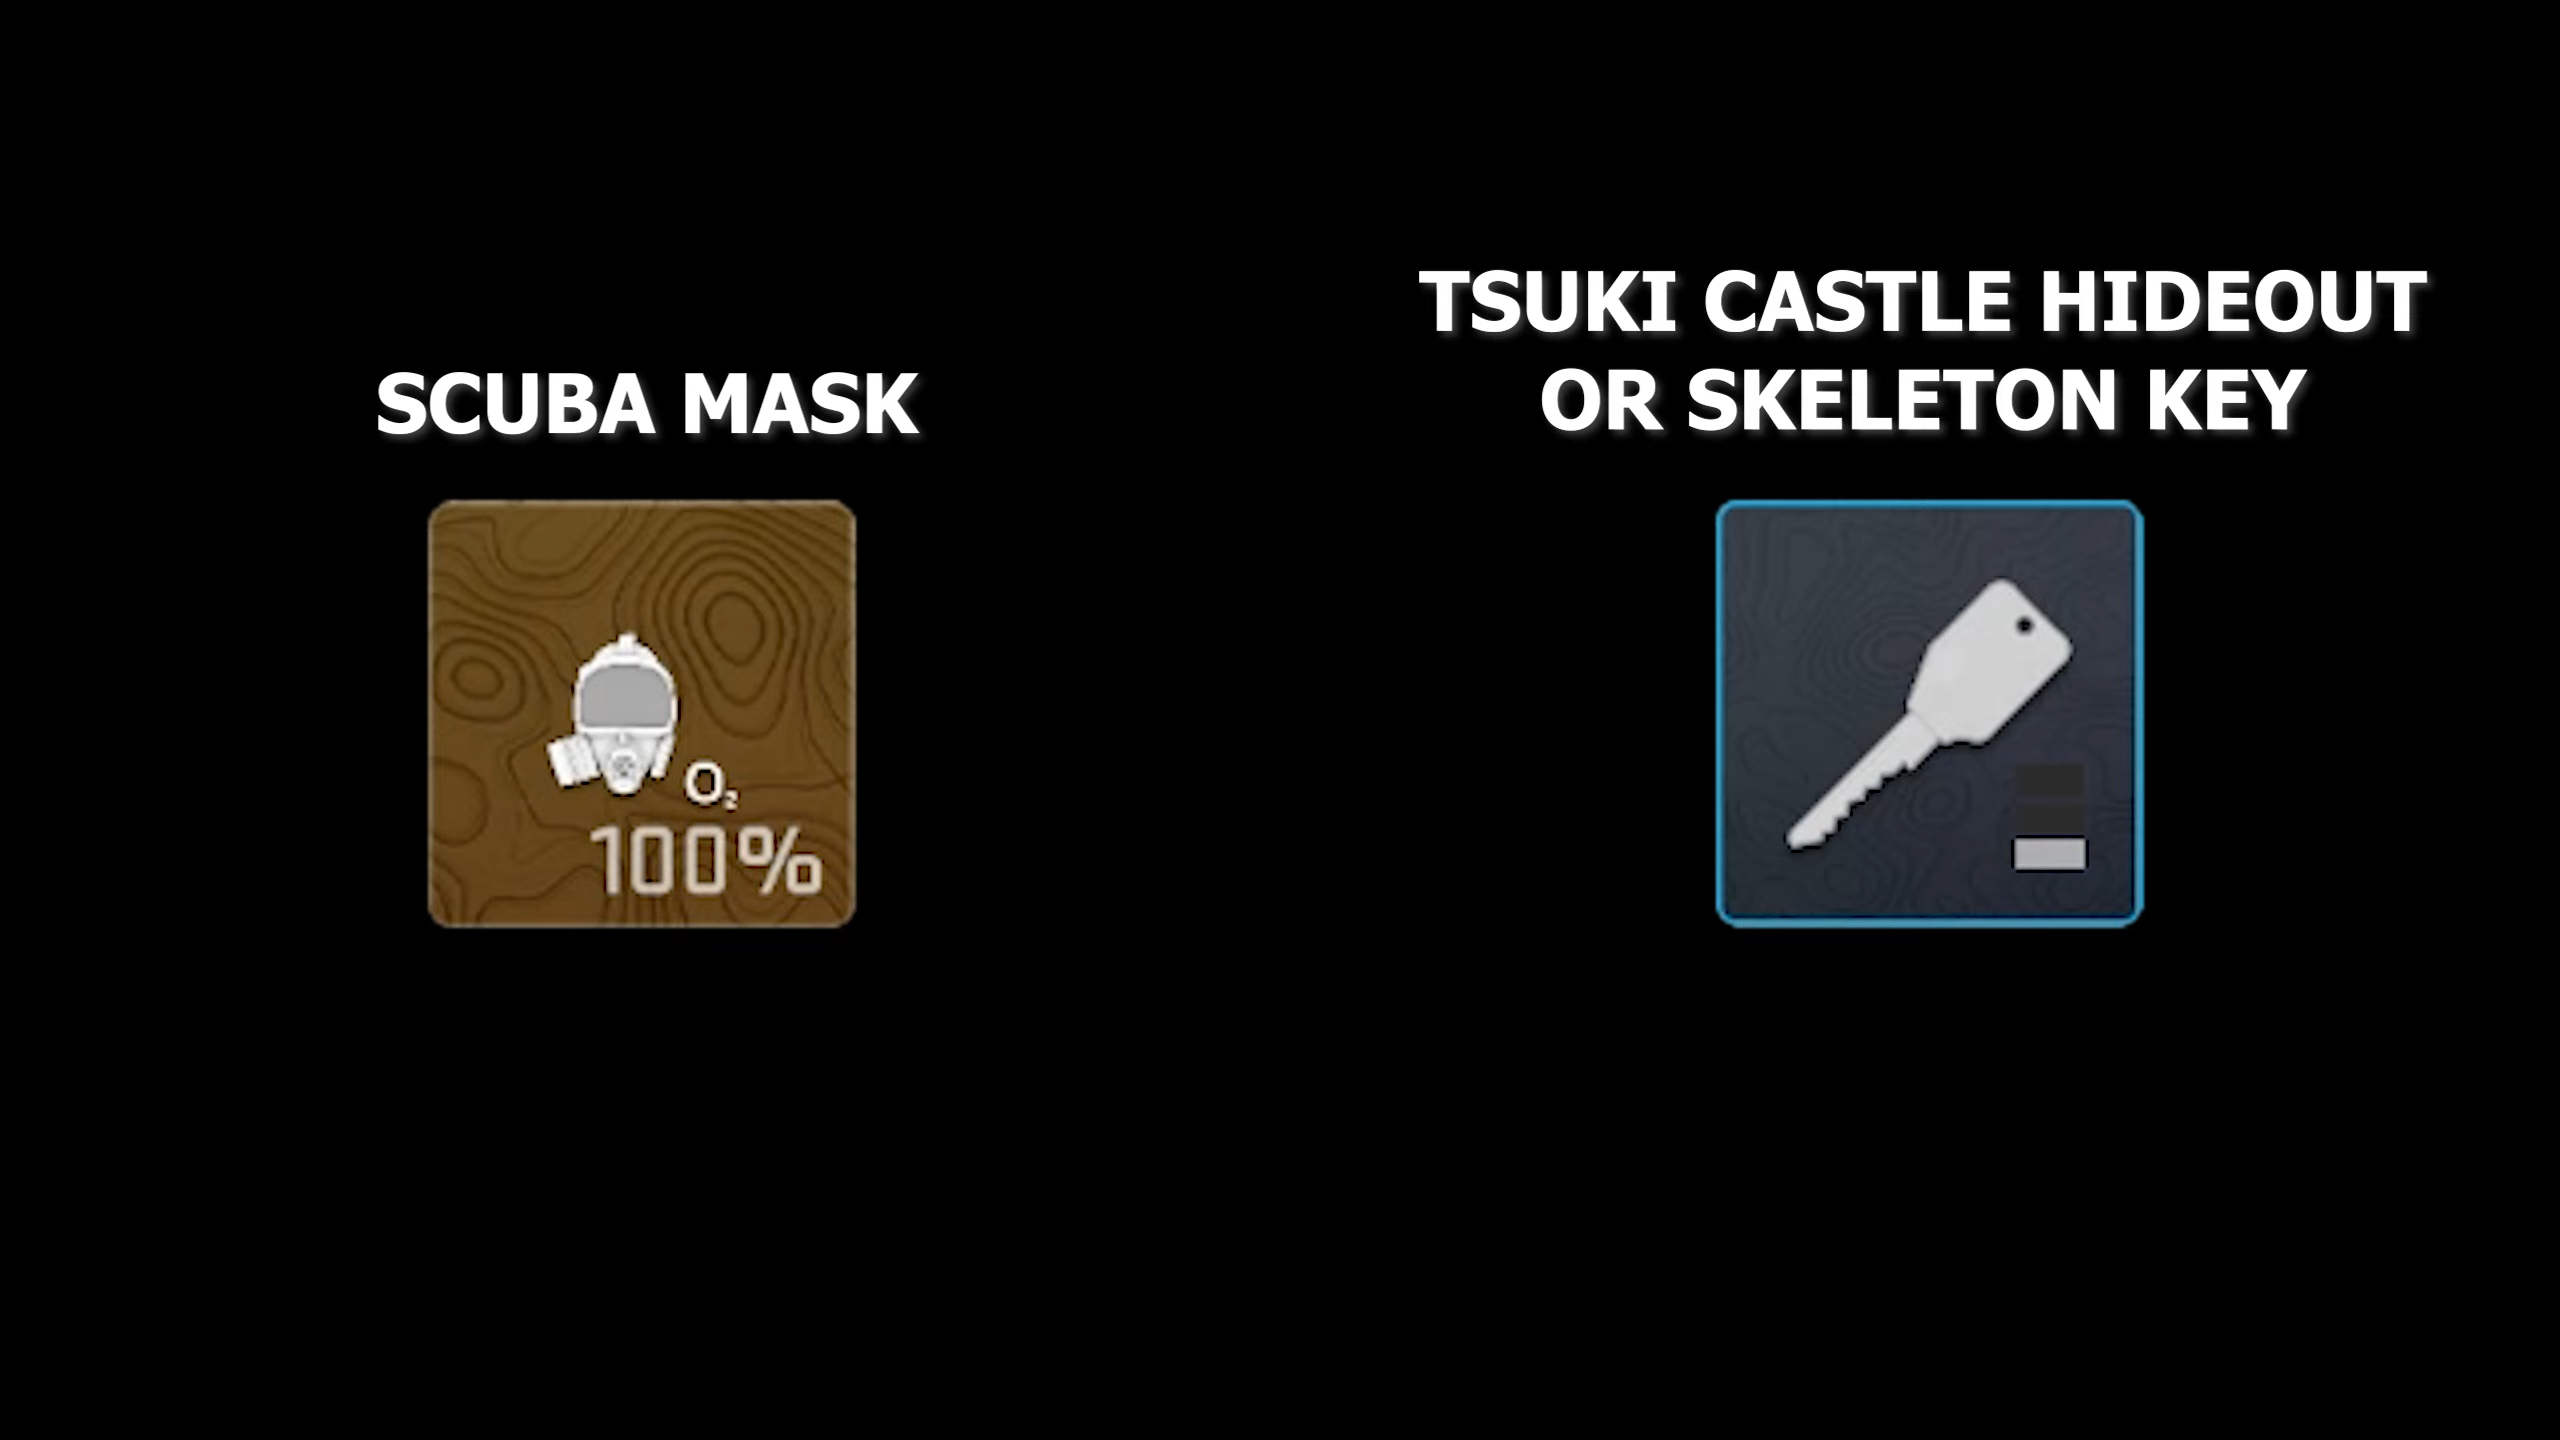 SCUBA MASK
O₂
100%
TSUKI CASTLE HIDEOUT
OR SKELETON KEY